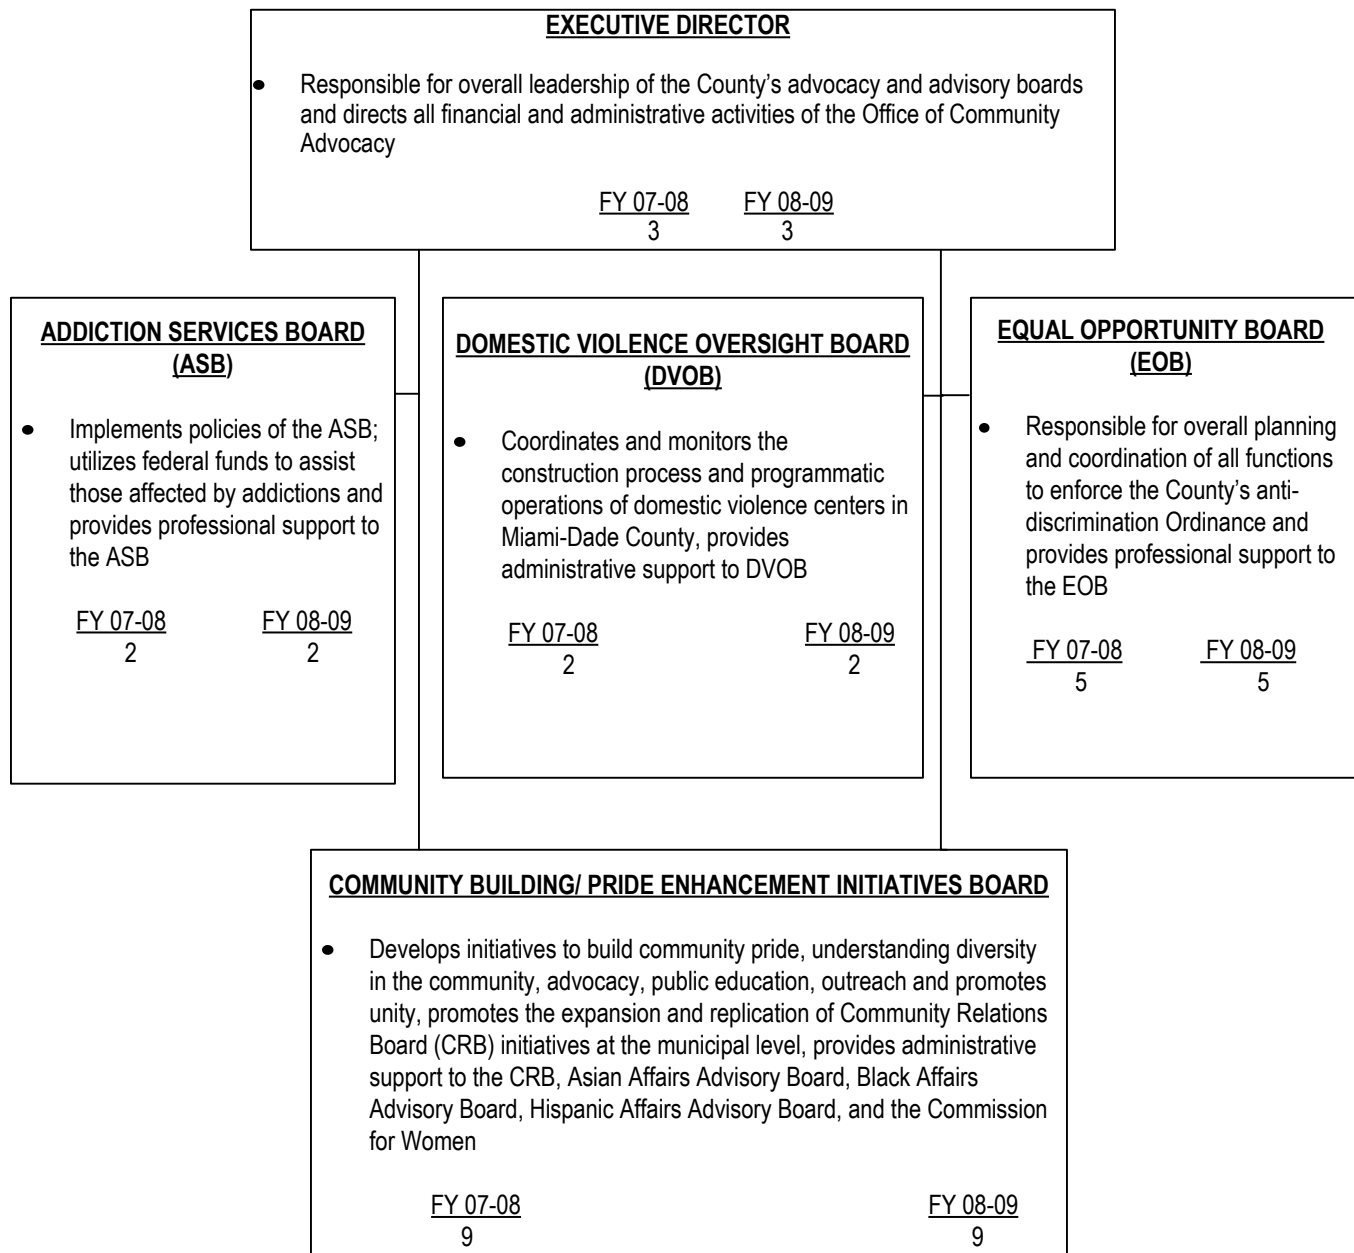 EXECUTIVE DIRECTOR
• Responsible for overall leadership of the County’s advocacy and advisory boards
and directs all financial and administrative activities of the Office of Community
Advocacy
FY 07-08 FY 08-09
3 3
ADDICTION SERVICES BOARD
(ASB)
• Implements policies of the ASB;
utilizes federal funds to assist
those affected by addictions and
provides professional support to
the ASB
FY 07-08 FY 08-09
2 2
DOMESTIC VIOLENCE OVERSIGHT BOARD
(DVOB)
• Coordinates and monitors the
construction process and programmatic
operations of domestic violence centers in
Miami-Dade County, provides
administrative support to DVOB
FY 07-08 FY 08-09
2 2
EQUAL OPPORTUNITY BOARD
(EOB)
• Responsible for overall planning
and coordination of all functions
to enforce the County’s anti-
discrimination Ordinance and
provides professional support to
the EOB
FY 07-08 FY 08-09
5 5
COMMUNITY BUILDING/ PRIDE ENHANCEMENT INITIATIVES BOARD
• Develops initiatives to build community pride, understanding diversity
in the community, advocacy, public education, outreach and promotes
unity, promotes the expansion and replication of Community Relations
Board (CRB) initiatives at the municipal level, provides administrative
support to the CRB, Asian Affairs Advisory Board, Black Affairs
Advisory Board, Hispanic Affairs Advisory Board, and the Commission
for Women
FY 07-08 FY 08-09
9 9